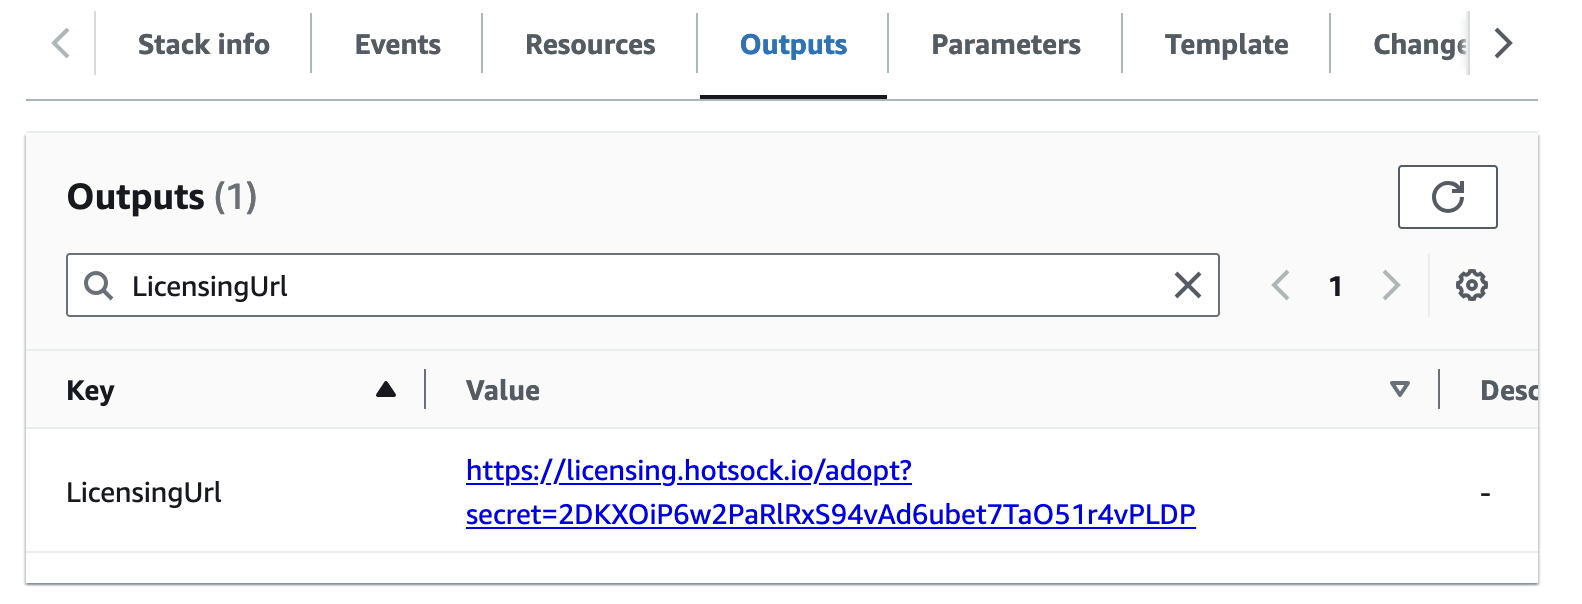 Stack info Events Resources Outputs Parameters Template Change
Outputs (1)
LicensingUrl 1
Key Value Desc
LicensingUrl https://licensing.hotsock.io/adopt? -
secret=2DKXOiP6w2PaRlRxS94vAd6ubet7TaO51r4vPLDP